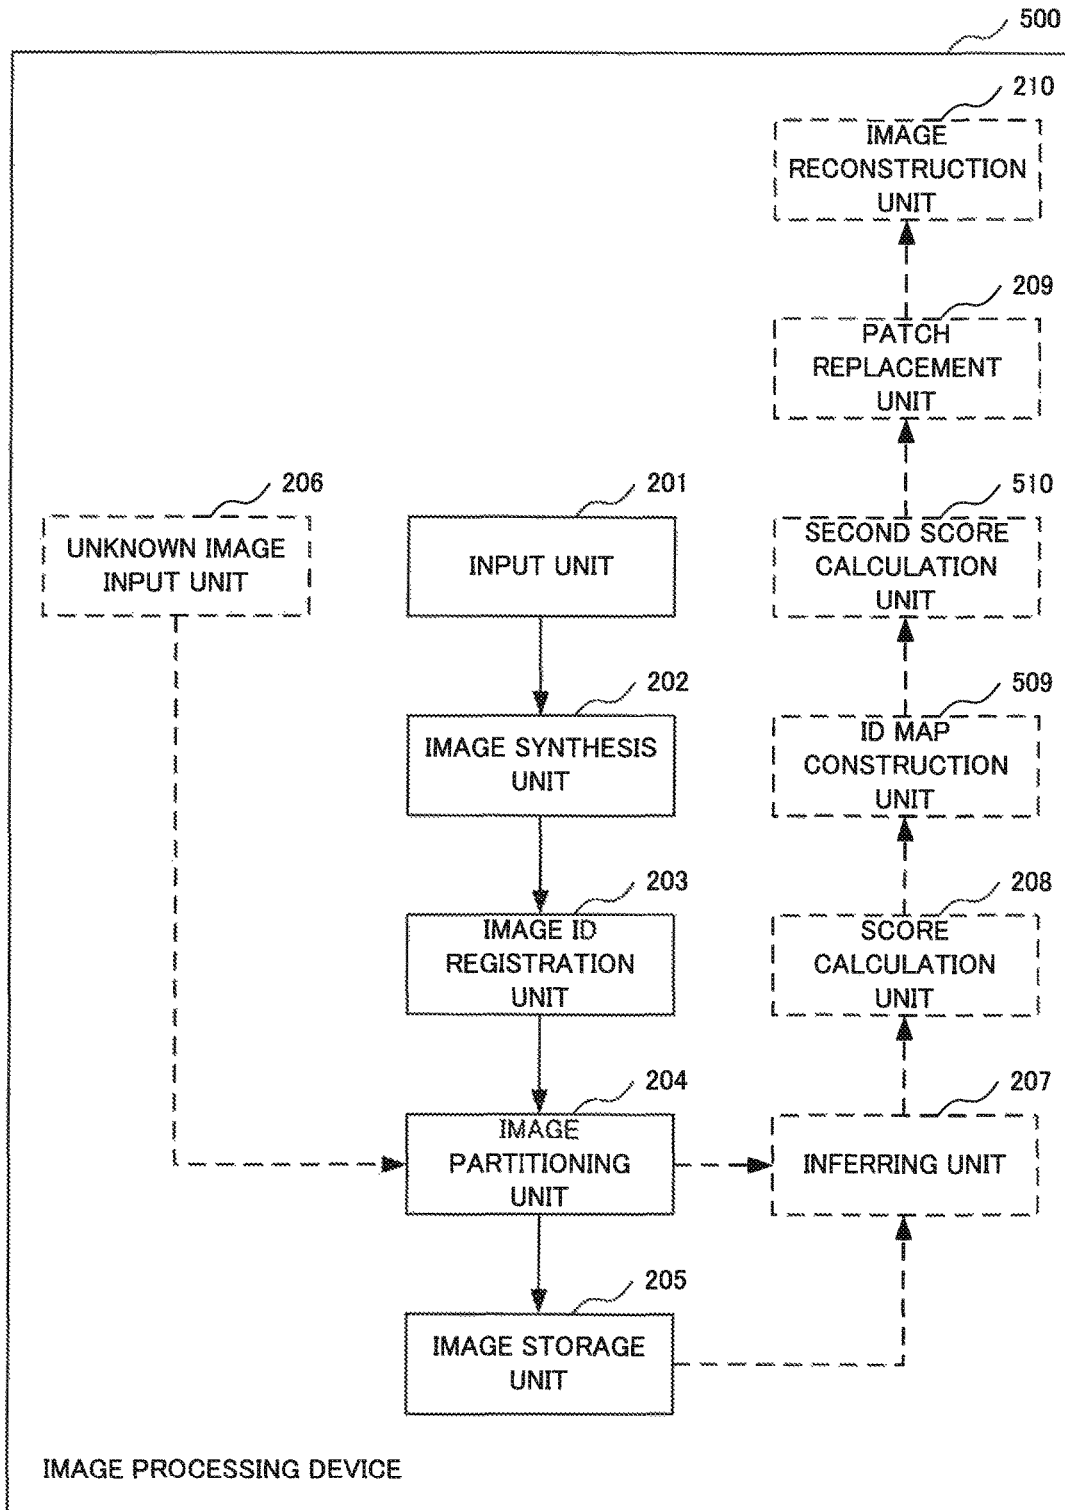 500
210
IMAGE
RECONSTRUCTION
UNIT
209
PATCH
REPLACEMENT
UNIT
206
UNKNOWN IMAGE
INPUT UNIT
201
INPUT UNIT
510
SECOND SCORE
CALCULATION
UNIT
202
IMAGE SYNTHESIS
UNIT
509
ID MAP
CONSTRUCTION
UNIT
203
IMAGE ID
REGISTRATION
UNIT
208
SCORE
CALCULATION
UNIT
204
IMAGE
PARTITIONING
UNIT
207
INFERRING UNIT
205
IMAGE STORAGE
UNIT
IMAGE PROCESSING DEVICE